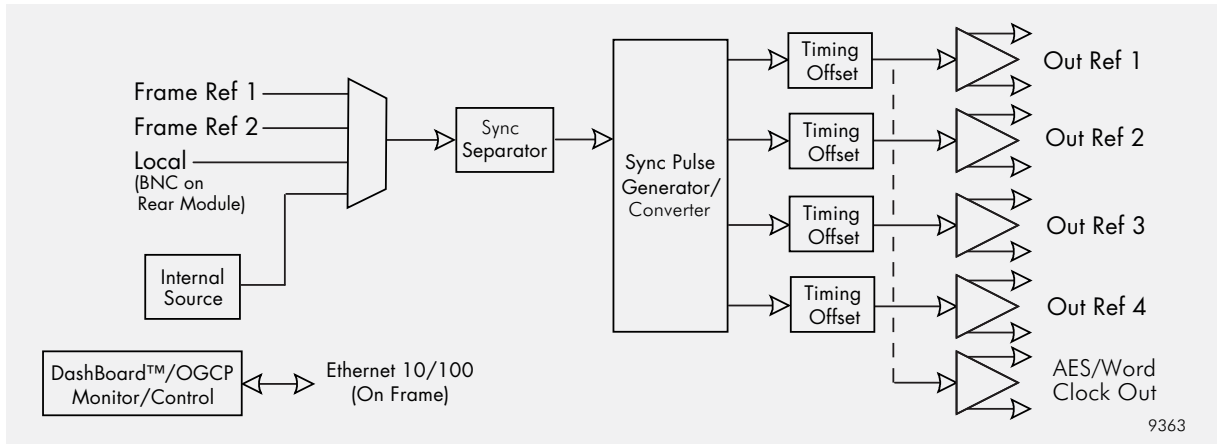 Frame Ref 1
Frame Ref 2
Local
(BNC on
Rear Module)
Internal
Source
Sync
Separator
Sync Pulse
Generator/
Converter
Timing
Offset
Out Ref 1
Timing
Offset
Out Ref 2
Timing
Offset
Out Ref 3
Timing
Offset
Out Ref 4
AES/Word
Clock Out
DashBoard™/OGCP
Monitor/Control
Ethernet 10/100
(On Frame)
9363